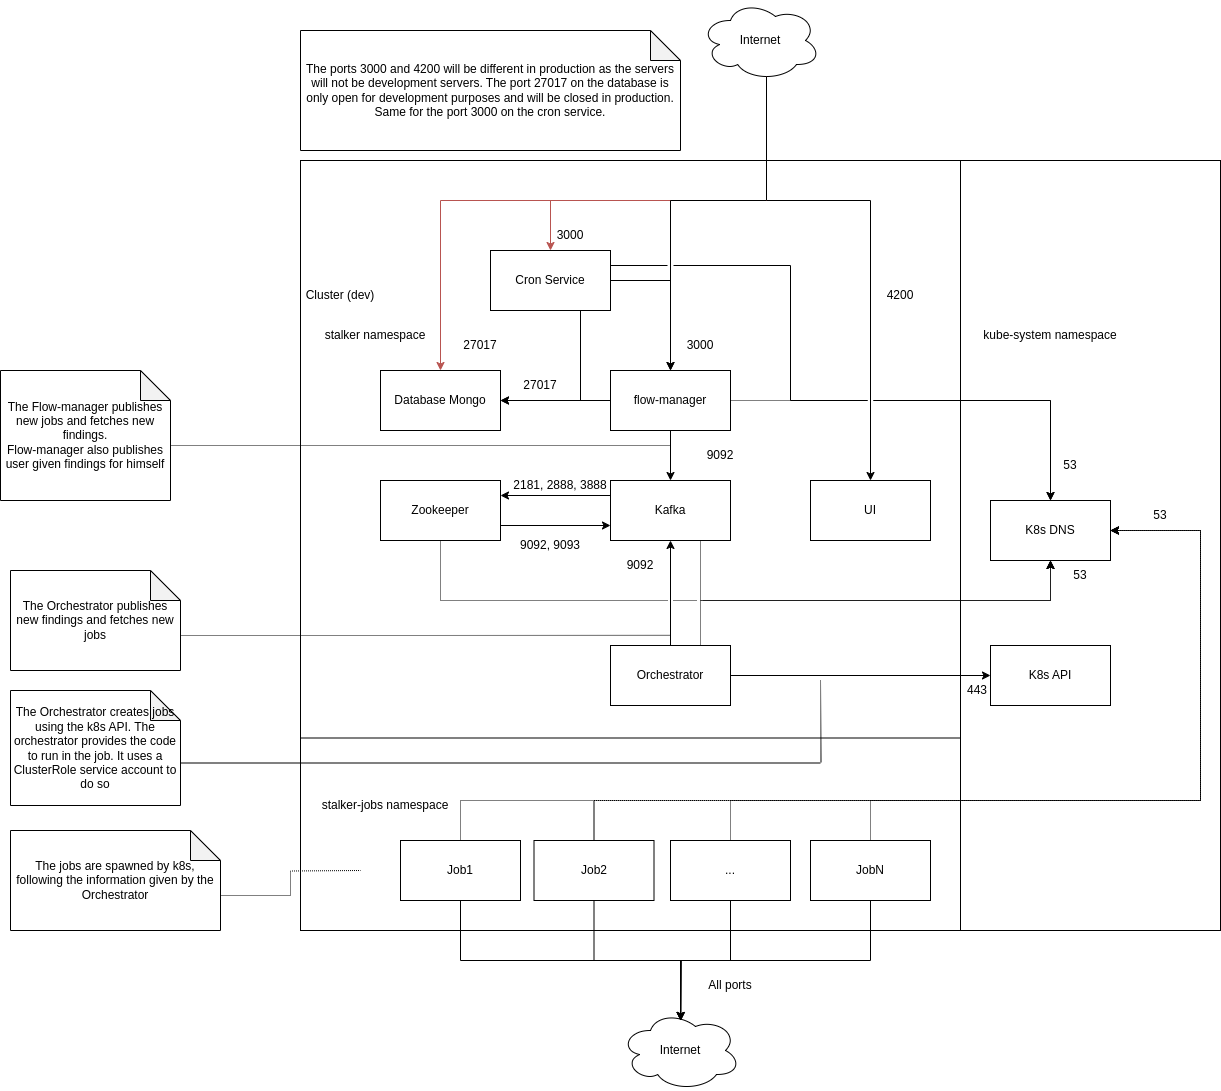 Internet
The ports 3000 and 4200 will be different in production as the servers
will not be development servers. The port 27017 on the database is
only open for development purposes and will be closed in production.
Same for the port 3000 on the cron service.
3000
Cron Service
Cluster (dev)
4200
stalker namespace
kube-system namespace
27017
3000
27017
Database Mongo
flow-manager
The Flow-manager publishes
new jobs and fetches new
findings.
Flow-manager also publishes
user given findings for himself
9092
53
2181, 2888, 3888
Zookeeper
Kafka
UI
K8s DNS
53
9092, 9093
9092
53
The Orchestrator publishes
new findings and fetches new
jobs
Orchestrator
K8s API
443
The Orchestrator creates jobs
using the k8s API. The
orchestrator provides the code
to run in the job. It uses a
ClusterRole service account to
do so
stalker-jobs namespace
The jobs are spawned by k8s,
following the information given by the
Orchestrator
Job1
Job2
...
JobN
All ports
Internet